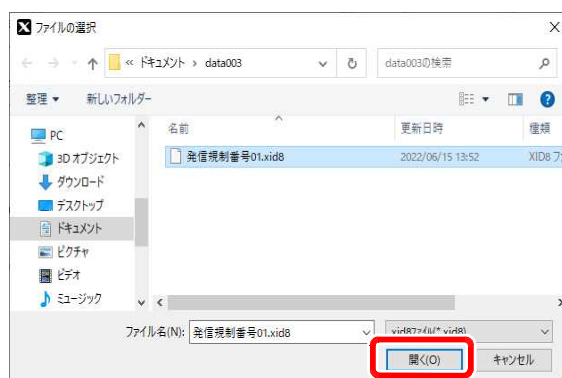 ファイルの選択
« ドキュメント › data003
data003の検索
整理 新しいフォルダー
名前 更新日時 種類
発信規制番号01.xid8 2022/06/15 13:52 XID8 フ
PC
3D オブジェクト
ダウンロード
デスクトップ
ドキュメント
ピクチャ
ビデオ
ミュージック
ファイル名(N): 発信規制番号01.xid8 xid8ファイル(*.xid8)
開く(O) キャンセル